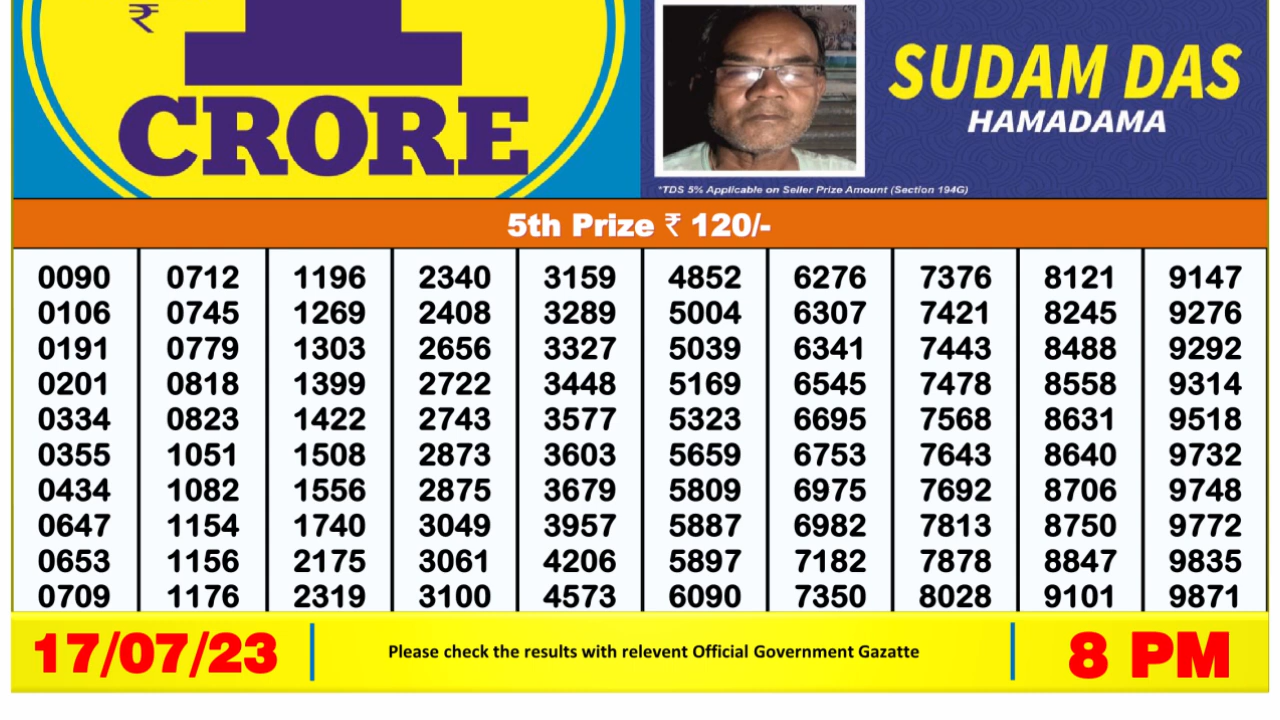 ₹
1
CRORE
SUDAM DAS
HAMADAMA
*TDS 5% Applicable on Seller Prize Amount (Section 194G)
5th Prize ₹ 120/-
0090 0712 1196 2340 3159 4852 6276 7376 8121 9147
0106 0745 1269 2408 3289 5004 6307 7421 8245 9276
0191 0779 1303 2656 3327 5039 6341 7443 8488 9292
0201 0818 1399 2722 3448 5169 6545 7478 8558 9314
0334 0823 1422 2743 3577 5323 6695 7568 8631 9518
0355 1051 1508 2873 3603 5659 6753 7643 8640 9732
0434 1082 1556 2875 3679 5809 6975 7692 8706 9748
0647 1154 1740 3049 3957 5887 6982 7813 8750 9772
0653 1156 2175 3061 4206 5897 7182 7878 8847 9835
0709 1176 2319 3100 4573 6090 7350 8028 9101 9871
17/07/23
Please check the results with relevent Official Government Gazatte
8 PM